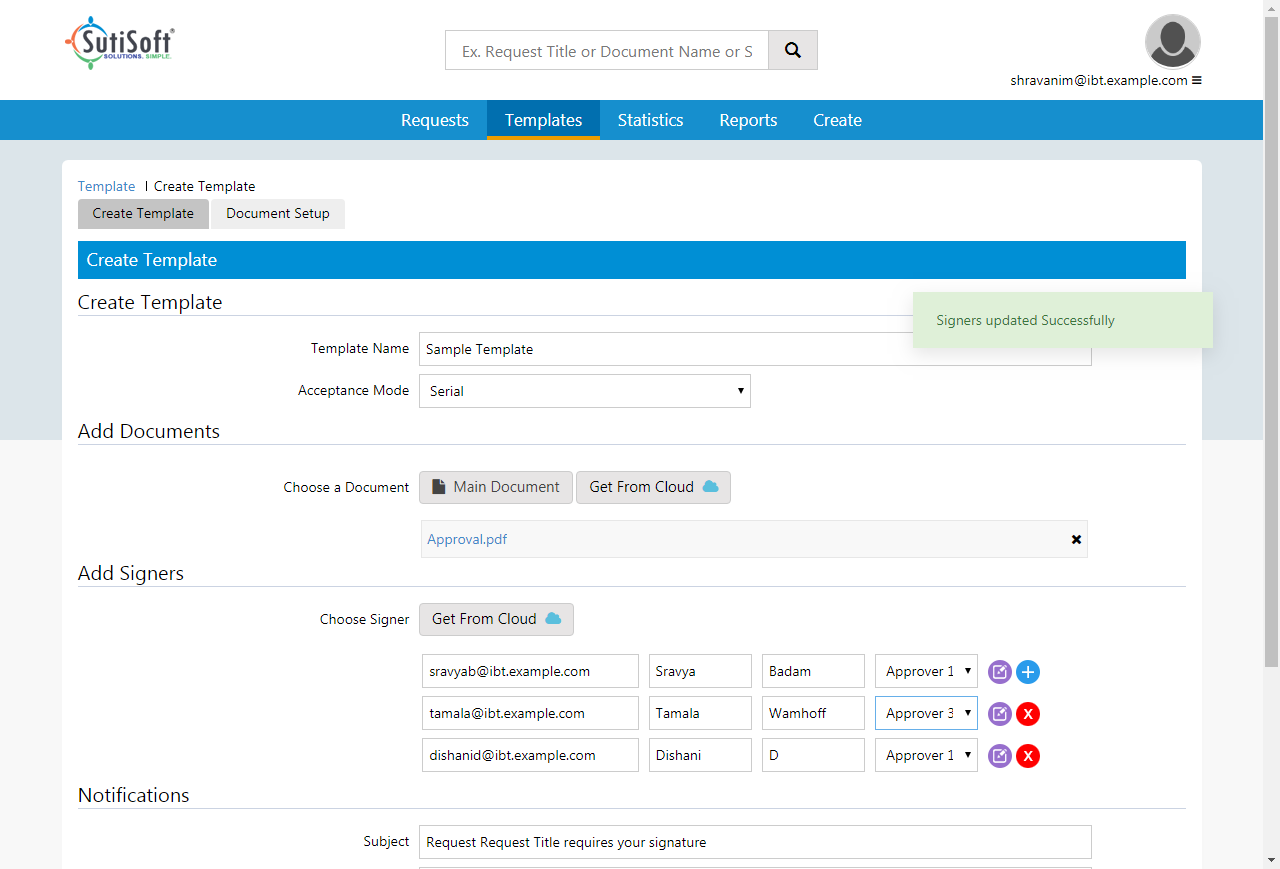 SutiSoft®
SOLUTIONS. SIMPLE.
Ex. Request Title or Document Name or S
shravanim@ibt.example.com
Requests Templates Statistics Reports Create
Template | Create Template
Create Template Document Setup
Create Template
Create Template
Signers updated Successfully
Template Name Sample Template
Acceptance Mode Serial
Add Documents
Choose a Document Main Document Get From Cloud
Approval.pdf
Add Signers
Choose Signer Get From Cloud
sravyab@ibt.example.com Sravya Badam Approver 1
tamala@ibt.example.com Tamala Wamhoff Approver 3 X
dishanid@ibt.example.com Dishani D Approver 1 X
Notifications
Subject Request Request Title requires your signature